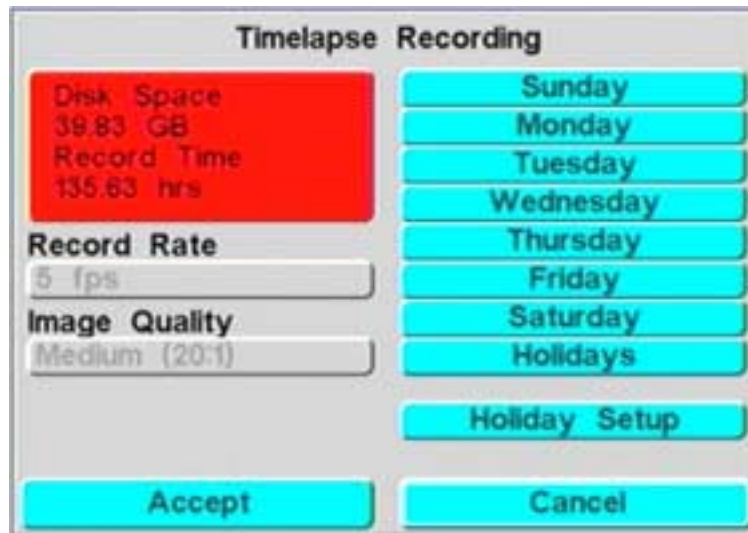 Timelapse Recording
Disk Space
39.83 GB
Record Time
135.63 hrs
Record Rate
5 fps
Image Quality
Medium (20:1)
Sunday
Monday
Tuesday
Wednesday
Thursday
Friday
Saturday
Holidays
Holiday Setup
Accept
Cancel